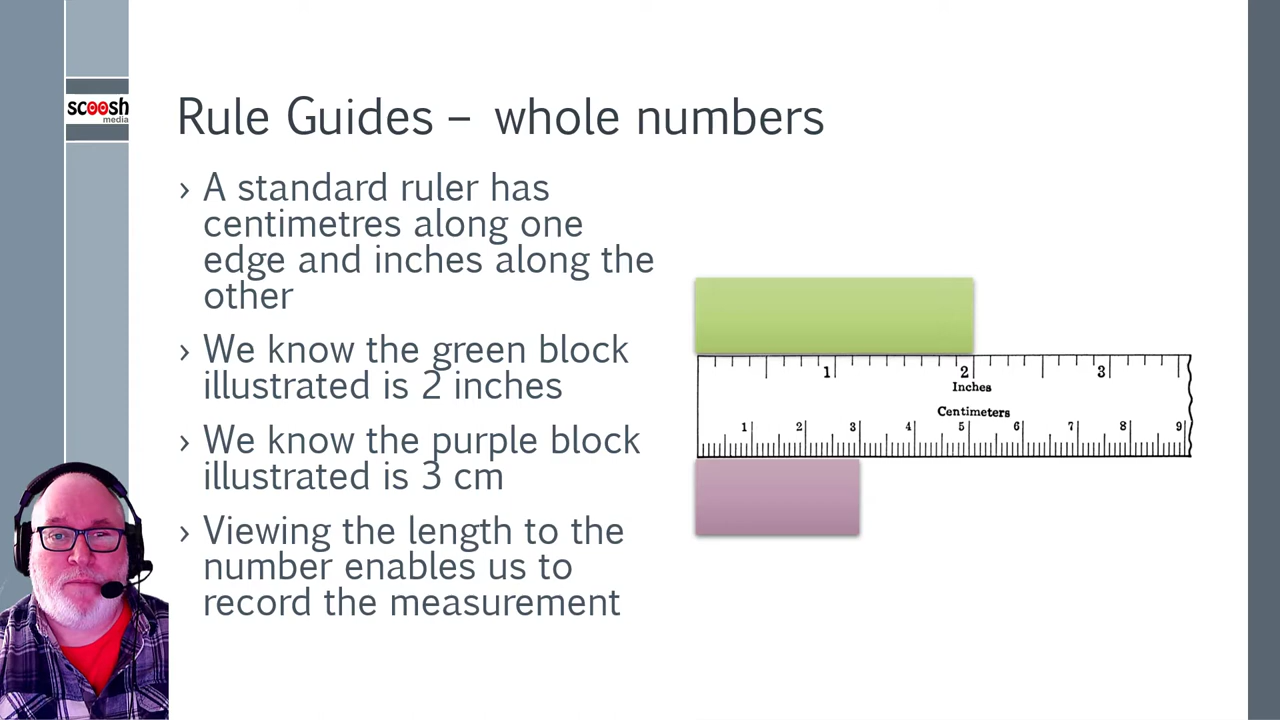 scoosh
media
Rule Guides – whole numbers
› A standard ruler has
centimetres along one
edge and inches along the
other
› We know the green block
illustrated is 2 inches
› We know the purple block
illustrated is 3 cm
› Viewing the length to the
number enables us to
record the measurement
1 2 3
Inches
Centimeters
1 2 3 4 5 6 7 8 9